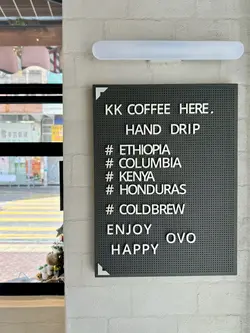 KK COFFEE HERE.
HAND DRIP
# ETHIOPIA
# COLUMBIA
# KENYA
# HONDURAS
# COLDBREW
ENJOY
HAPPY OVO